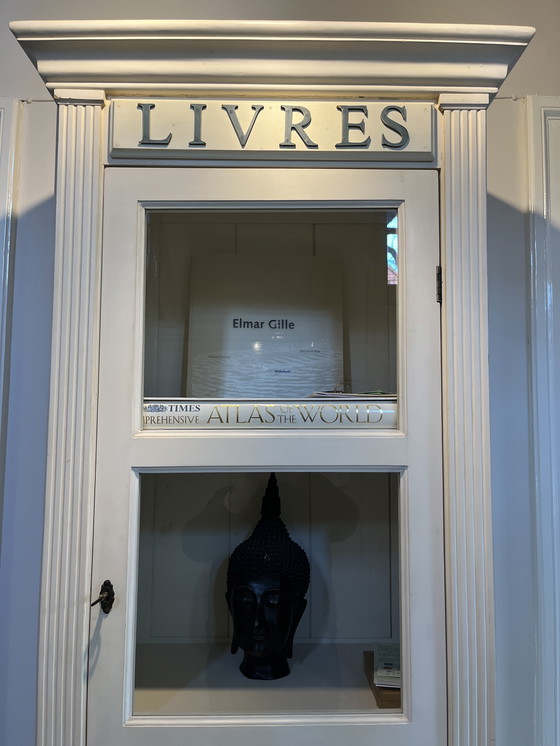 LIVRES
Elmar Gille
TIMES
PREHENSIVE ATLAS OF THE WORLD